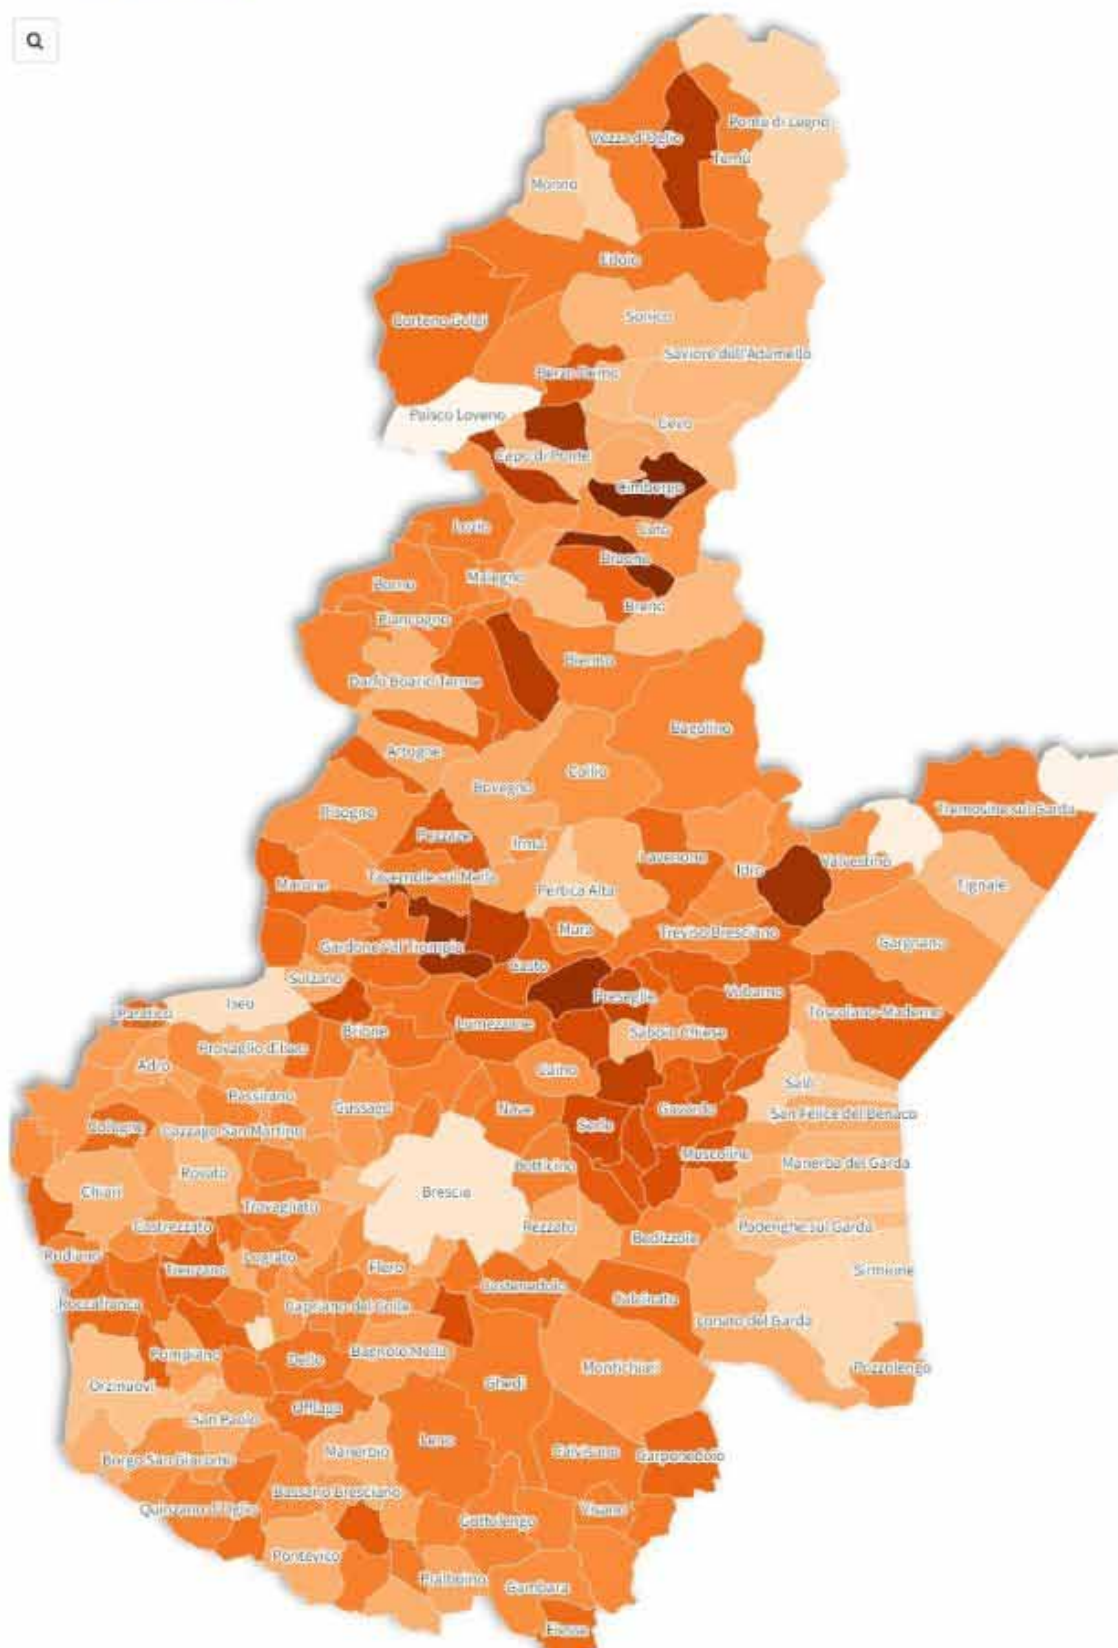 Ponte di Legno
Vezza d'Oglio
Temù
Monno
Edolo
Sonico
Corteno Golgi
Saviore dell'Adamello
Berzo Demo
Paisco Loveno
Cevo
Capo di Ponte
Cimbergo
Losio
Braone
Malegno
Borno
Breno
Piancogno
Bienno
Darfo Boario Terme
Bagolino
Artogne
Collio
Bovegno
Tremosine sul Garda
Pisogne
Pezzaze
Irma
Lavenone
Valvestino
Idro
Tavernole sul Mella
Marone
Pertica Alta
Tignale
Mura
Treviso Bresciano
Gardone Val Trompia
Gargnano
Casto
Sulzano
Vobarno
Preseglie
Iseo
Toscolano-Maderno
Paratico
Lumezzane
Brione
Sabbio Chiese
Provaglio d'Iseo
Adro
Caino
Salò
Passirano
Gussago
Nave
Gavardo
San Felice del Benaco
Cologne
Serle
Cazzago San Martino
Muscoline
Manerba del Garda
Botticino
Rovato
Chiari
Brescia
Travagliato
Castrezzato
Rezzato
Padenghe sul Garda
Bedizzole
Rudiano
Lograto
Trenzano
Flero
Sirmione
Castenedolo
Calcinato
Roccafranca
Capriano del Colle
Lonato del Garda
Pompiano
Bagnolo Mella
Dello
Montichiari
Pozzolengo
Ghedi
Orzinuovi
Offlaga
San Paolo
Leno
Manerbio
Calvisano
Carpenedolo
Borgo San Giacomo
Bassano Bresciano
Quinzano d'Oglio
Visano
Gottolengo
Pontevico
Fialboino
Gambara
Fiesse